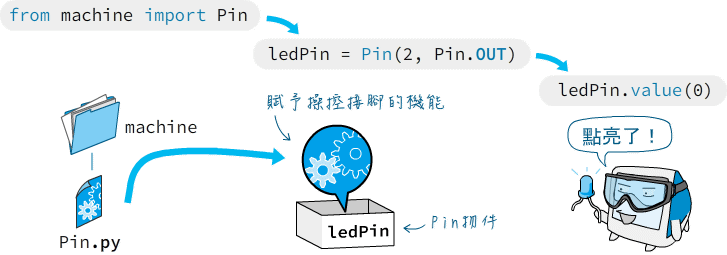 from machine import Pin
ledPin = Pin(2, Pin.OUT)
ledPin.value(0)
賦予操控接腳的機能
點亮了！
machine
Pin.py
ledPin
Pin物件